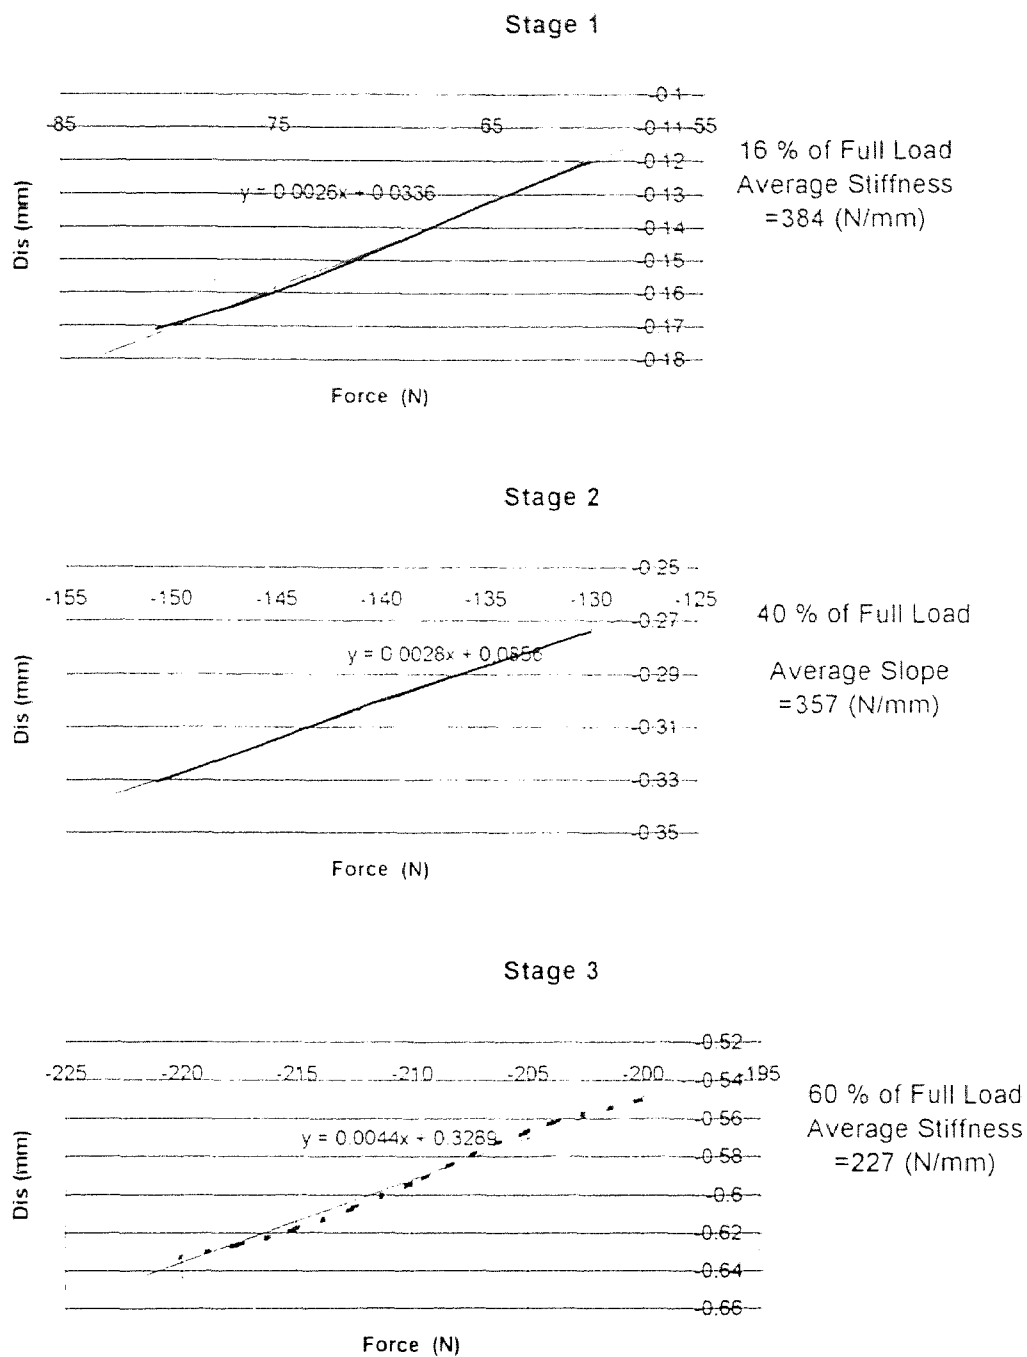 Stage 1
-0.1
-85
-75
-65
-0.11
-55
-0.12
y = 0.0026x + 0.0336
-0.13
-0.14
-0.15
-0.16
-0.17
-0.18
Dis (mm)
Force (N)
16 % of Full Load
Average Stiffness
=384 (N/mm)
Stage 2
-0.25
-155
-150
-145
-140
-135
-130
-125
-0.27
y = 0.0028x + 0.0856
-0.29
-0.31
-0.33
-0.35
Dis (mm)
Force (N)
40 % of Full Load
Average Slope
=357 (N/mm)
Stage 3
-0.52
-225
-220
-215
-210
-205
-200
-0.54
-195
-0.56
y = 0.0044x + 0.3289
-0.58
-0.6
-0.62
-0.64
-0.66
Dis (mm)
Force (N)
60 % of Full Load
Average Stiffness
=227 (N/mm)